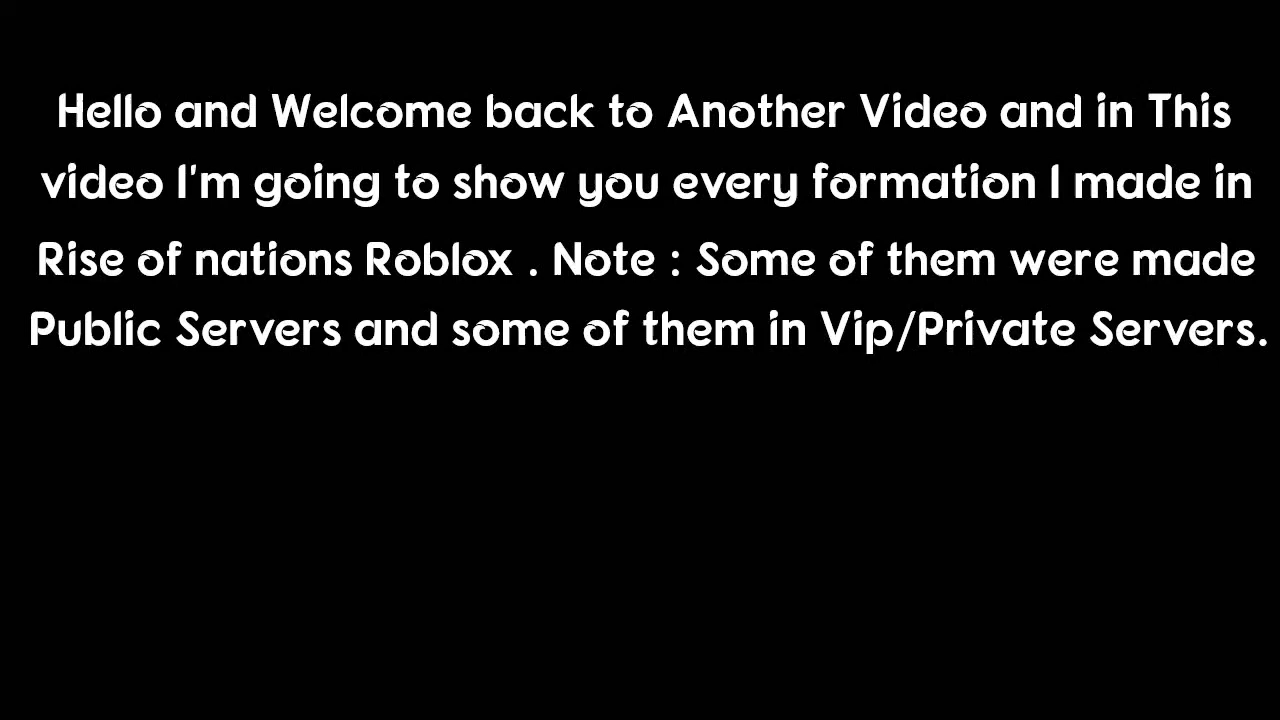 Hello and Welcome back to Another Video and in This
video I'm going to show you every formation I made in
Rise of nations Roblox . Note : Some of them were made
Public Servers and some of them in Vip/Private Servers.